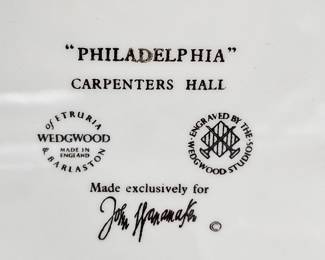 "PHILADELPHIA"
CARPENTERS HALL
of ETRURIA
WEDGWOOD
MADE IN
ENGLAND
& BARLASTON
ENGRAVED BY THE
WEDGWOOD STUDIOS
Made exclusively for
John Wanamaker
©